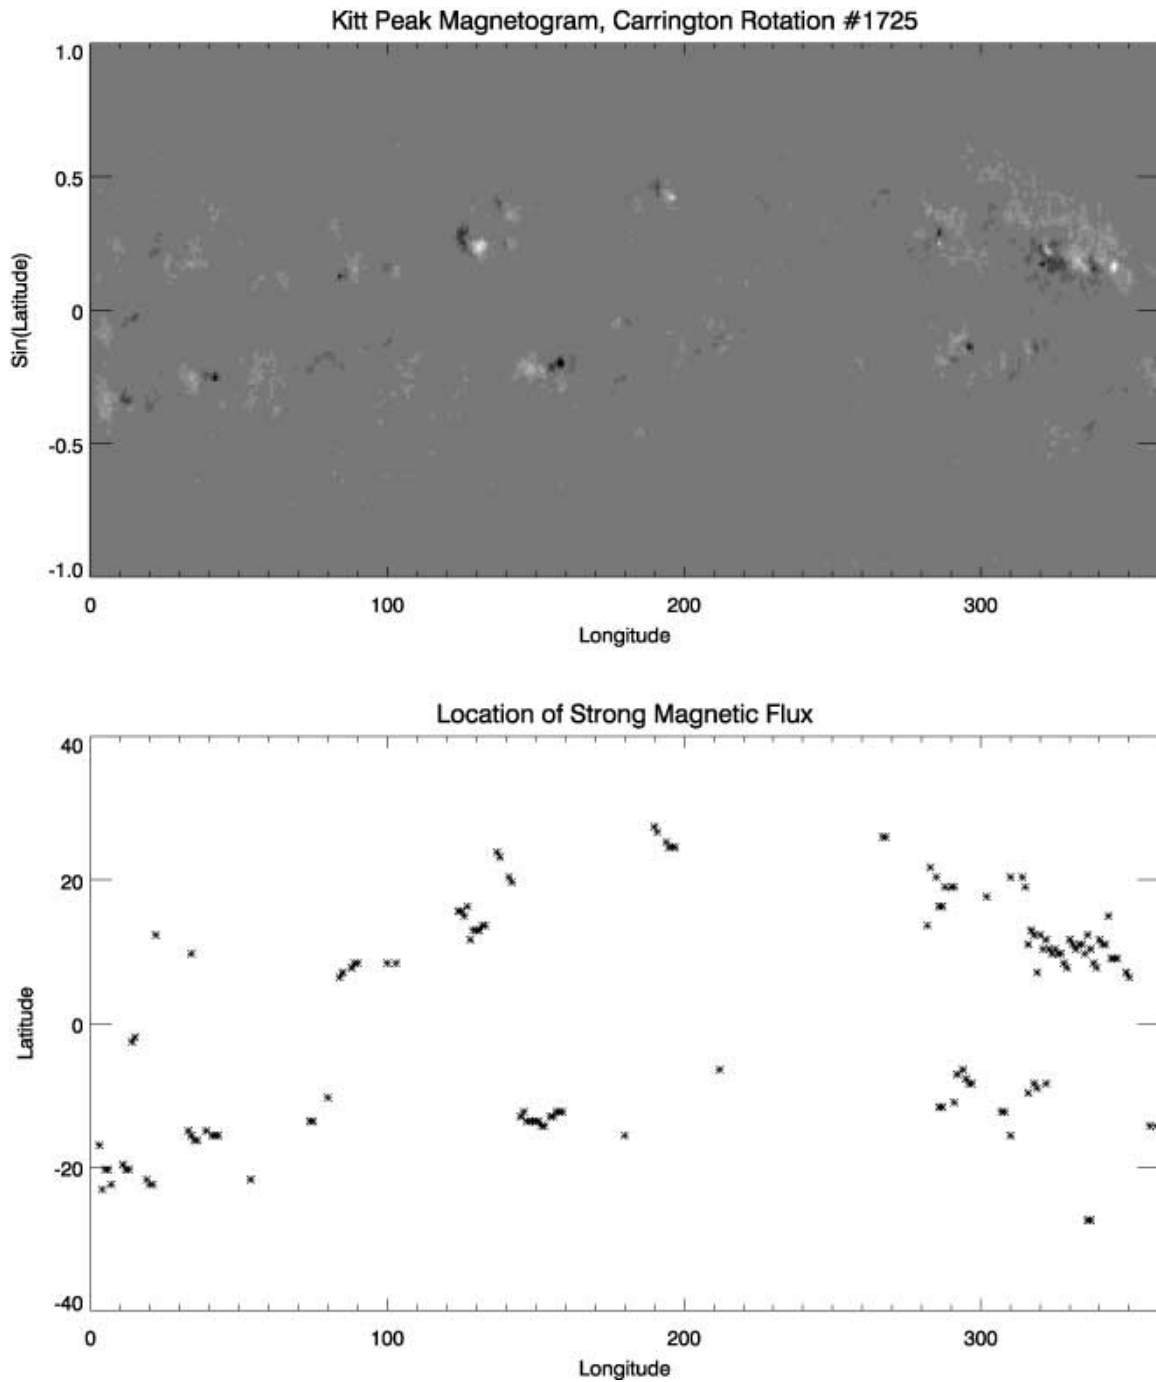 Kitt Peak Magnetogram, Carrington Rotation #1725
1.0
0.5
0
-0.5
-1.0
Sin(Latitude)
0 100 200 300
Longitude
Location of Strong Magnetic Flux
40
20
0
-20
-40
Latitude
0 100 200 300
Longitude